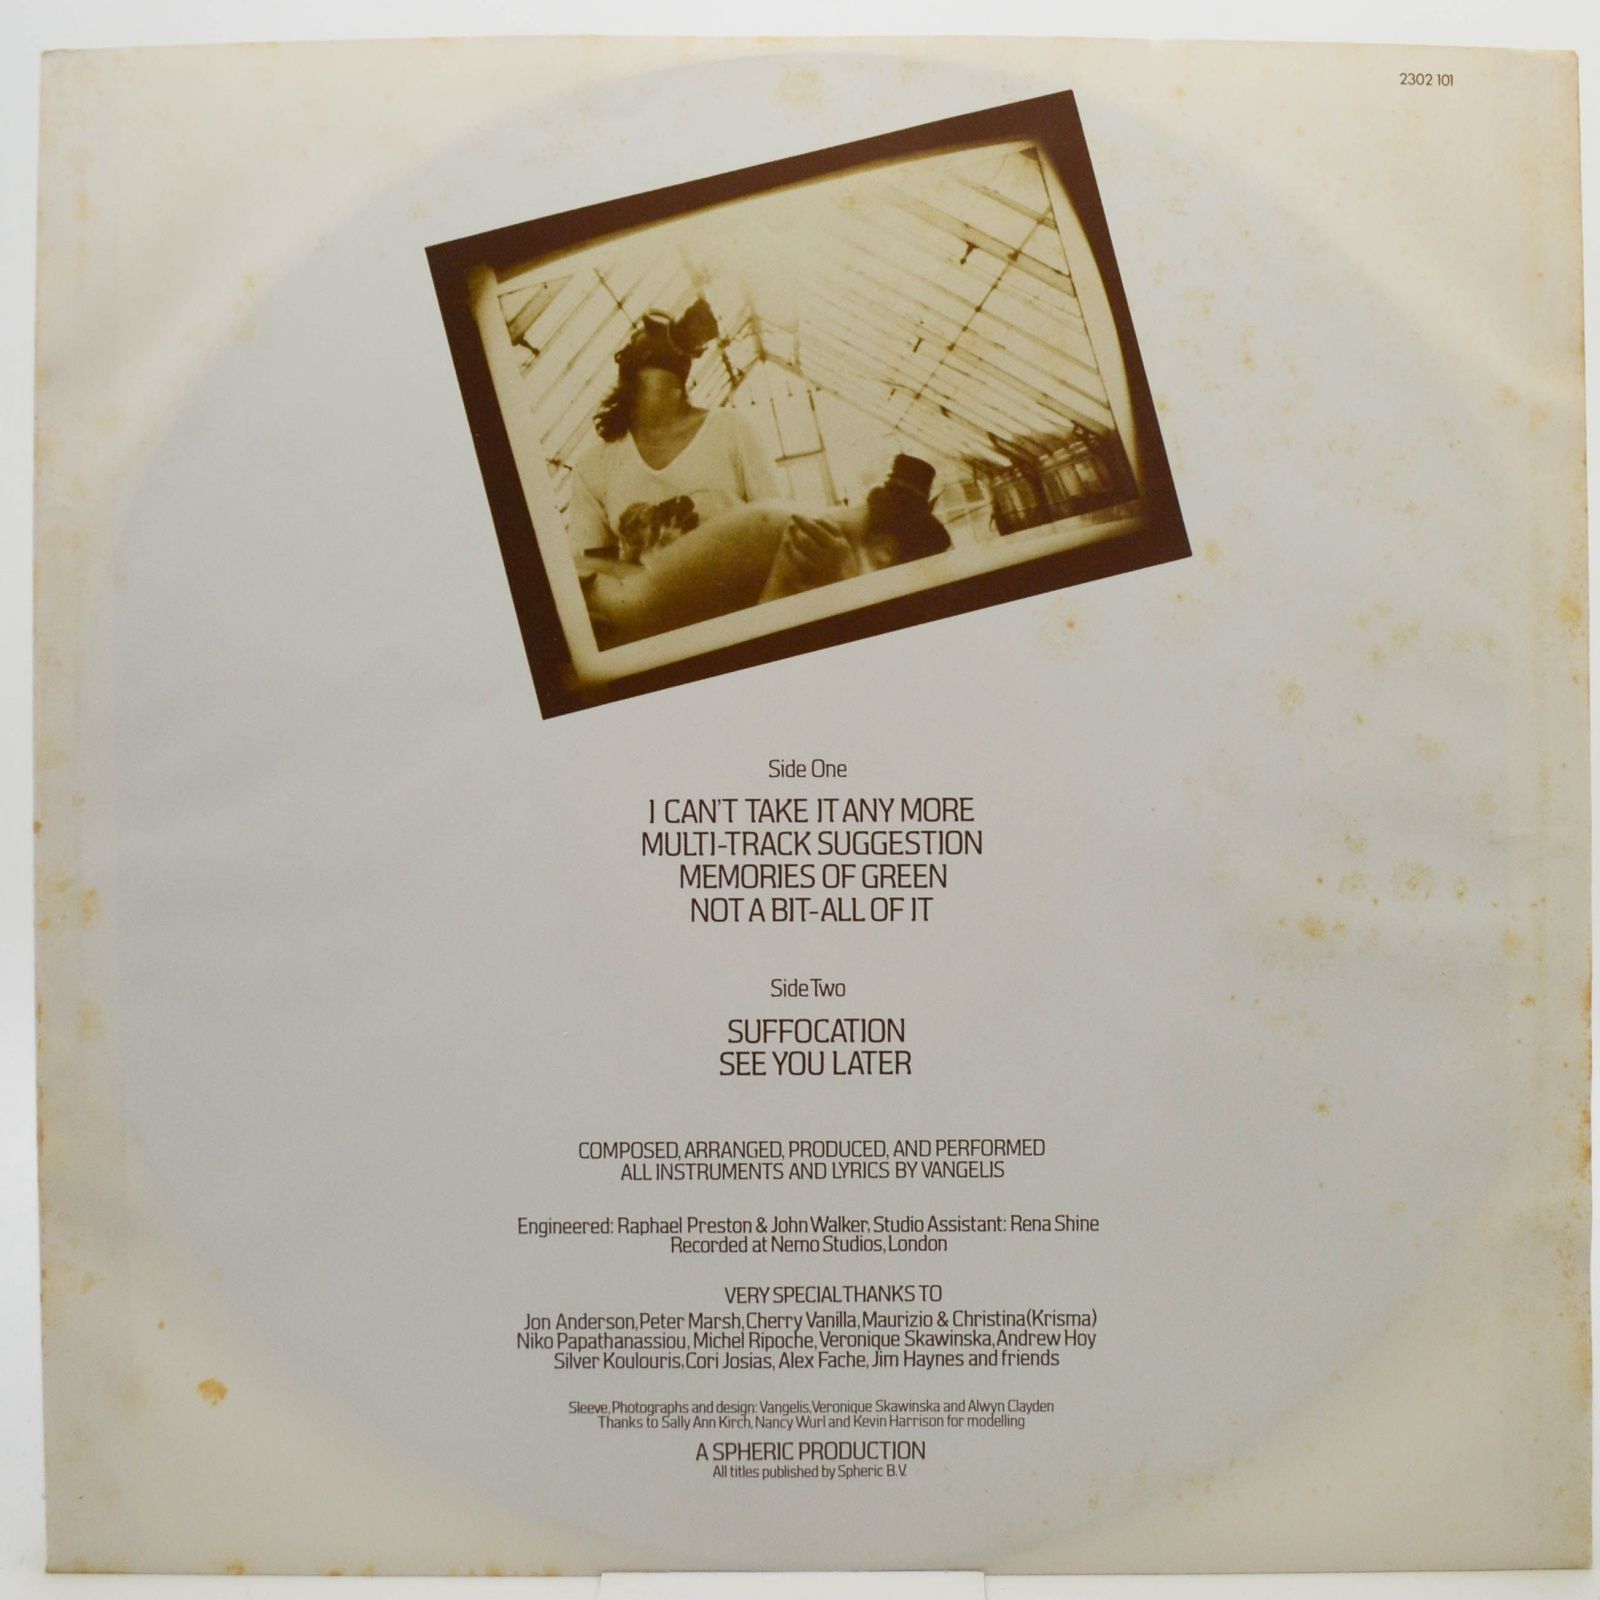 2302 101
Side One
I CAN'T TAKE IT ANY MORE
MULTI-TRACK SUGGESTION
MEMORIES OF GREEN
NOT A BIT-ALL OF IT
Side Two
SUFFOCATION
SEE YOU LATER
COMPOSED, ARRANGED, PRODUCED, AND PERFORMED
ALL INSTRUMENTS AND LYRICS BY VANGELIS
Engineered: Raphael Preston & John Walker, Studio Assistant: Rena Shine
Recorded at Nemo Studios, London
VERY SPECIAL THANKS TO
Jon Anderson, Peter Marsh, Cherry Vanilla, Maurizio & Christina (Krisma)
Niko Papathanassiou, Michel Ripoche, Veronique Skawinska, Andrew Hoy
Silver Koulouris, Cori Josias, Alex Fache, Jim Haynes and friends
Sleeve, Photographs and design: Vangelis, Veronique Skawinska and Alwyn Clayden
Thanks to Sally Ann Kirch, Nancy Wurl and Kevin Harrison for modelling
A SPHERIC PRODUCTION
All titles published by Spheric B.V.